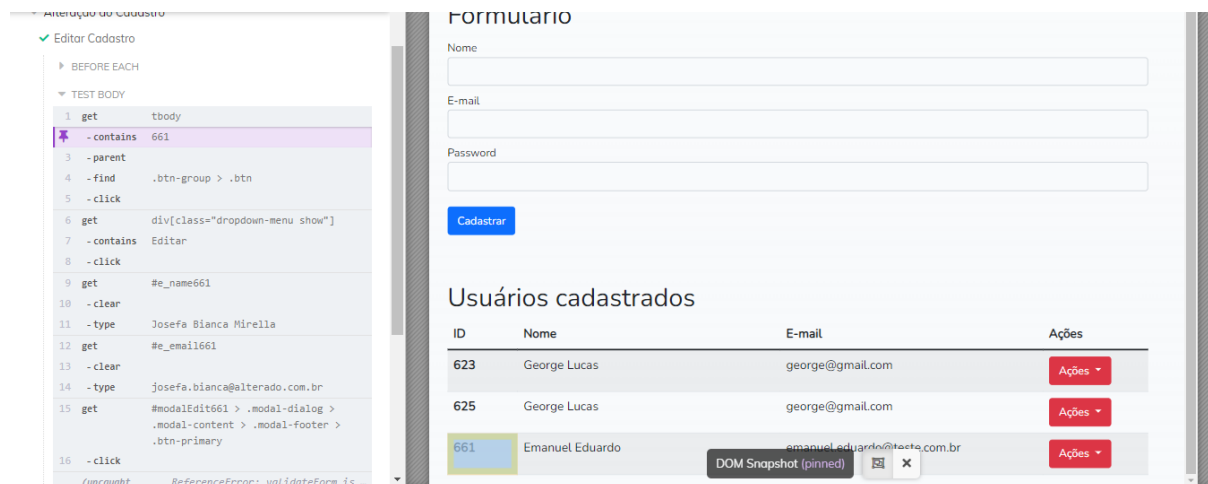 Alteração do Cadastro
Editar Cadastro
BEFORE EACH
TEST BODY
1 get tbody
- contains 661
3 - parent
4 - find .btn-group > .btn
5 - click
6 get div[class="dropdown-menu show"]
7 - contains Editar
8 - click
9 get #e_name661
10 - clear
11 - type Josefa Bianca Mirella
12 get #e_email661
13 - clear
14 - type josefa.bianca@alterado.com.br
15 get #modalEdit661 > .modal-dialog >
.modal-content > .modal-footer >
.btn-primary
16 - click
(uncaught ReferenceError: validateForm is …
Formulário
Nome
E-mail
Password
Cadastrar
Usuários cadastrados
ID Nome E-mail Ações
623 George Lucas george@gmail.com Ações
625 George Lucas george@gmail.com Ações
661 Emanuel Eduardo emanuel.eduardo@teste.com.br Ações
DOM Snapshot (pinned)